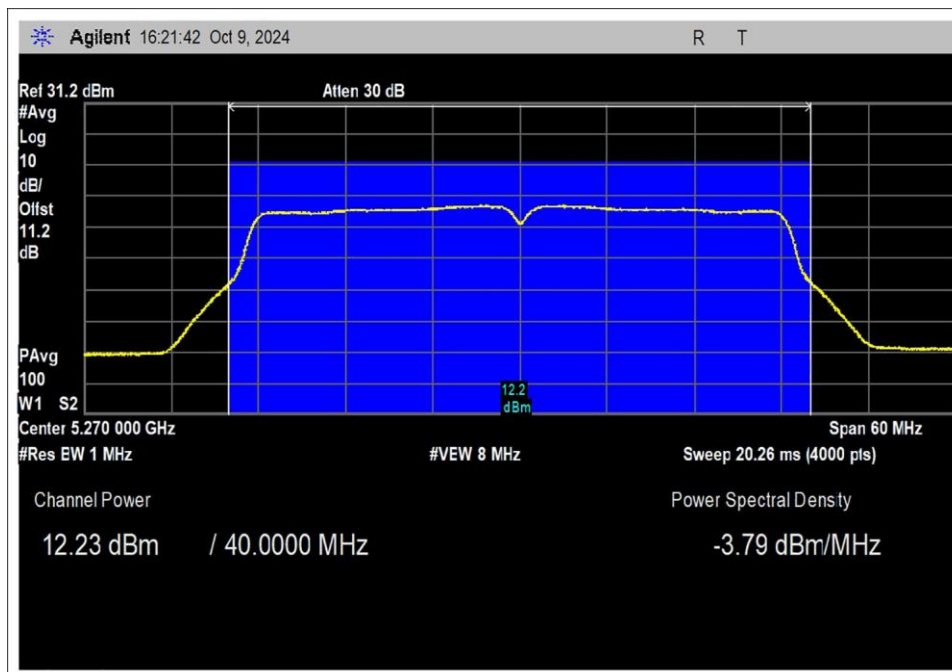 Agilent 16:21:42 Oct 9, 2024 R T
Ref 31.2 dBm Atten 30 dB
#Avg
Log
10
dB/
Offst
11.2
dB
PAvg
100
W1 S2
12.2
dBm
Center 5.270 000 GHz Span 60 MHz
#Res BW 1 MHz #VBW 8 MHz Sweep 20.26 ms (4000 pts)
Channel Power Power Spectral Density
12.23 dBm / 40.0000 MHz -3.79 dBm/MHz